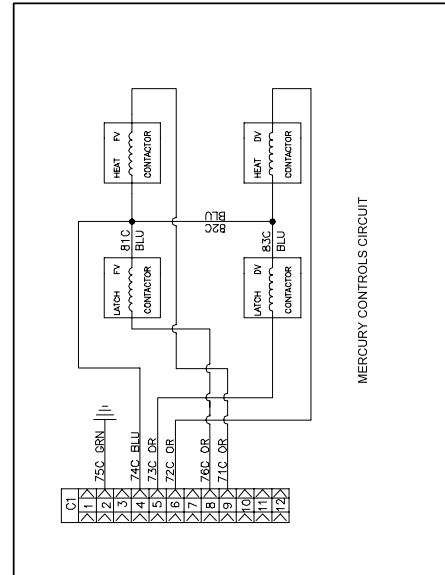 C1
1
2
3
4
5
6
7
8
9
10
11
12
75C GRN
74C BLU
73C OR
72C OR
76C OR
71C OR
LATCH FV
CONTACTOR
81C
BLU
HEAT FV
CONTACTOR
82C
BLU
LATCH DV
CONTACTOR
83C
BLU
HEAT DV
CONTACTOR
MERCURY CONTROLS CIRCUIT